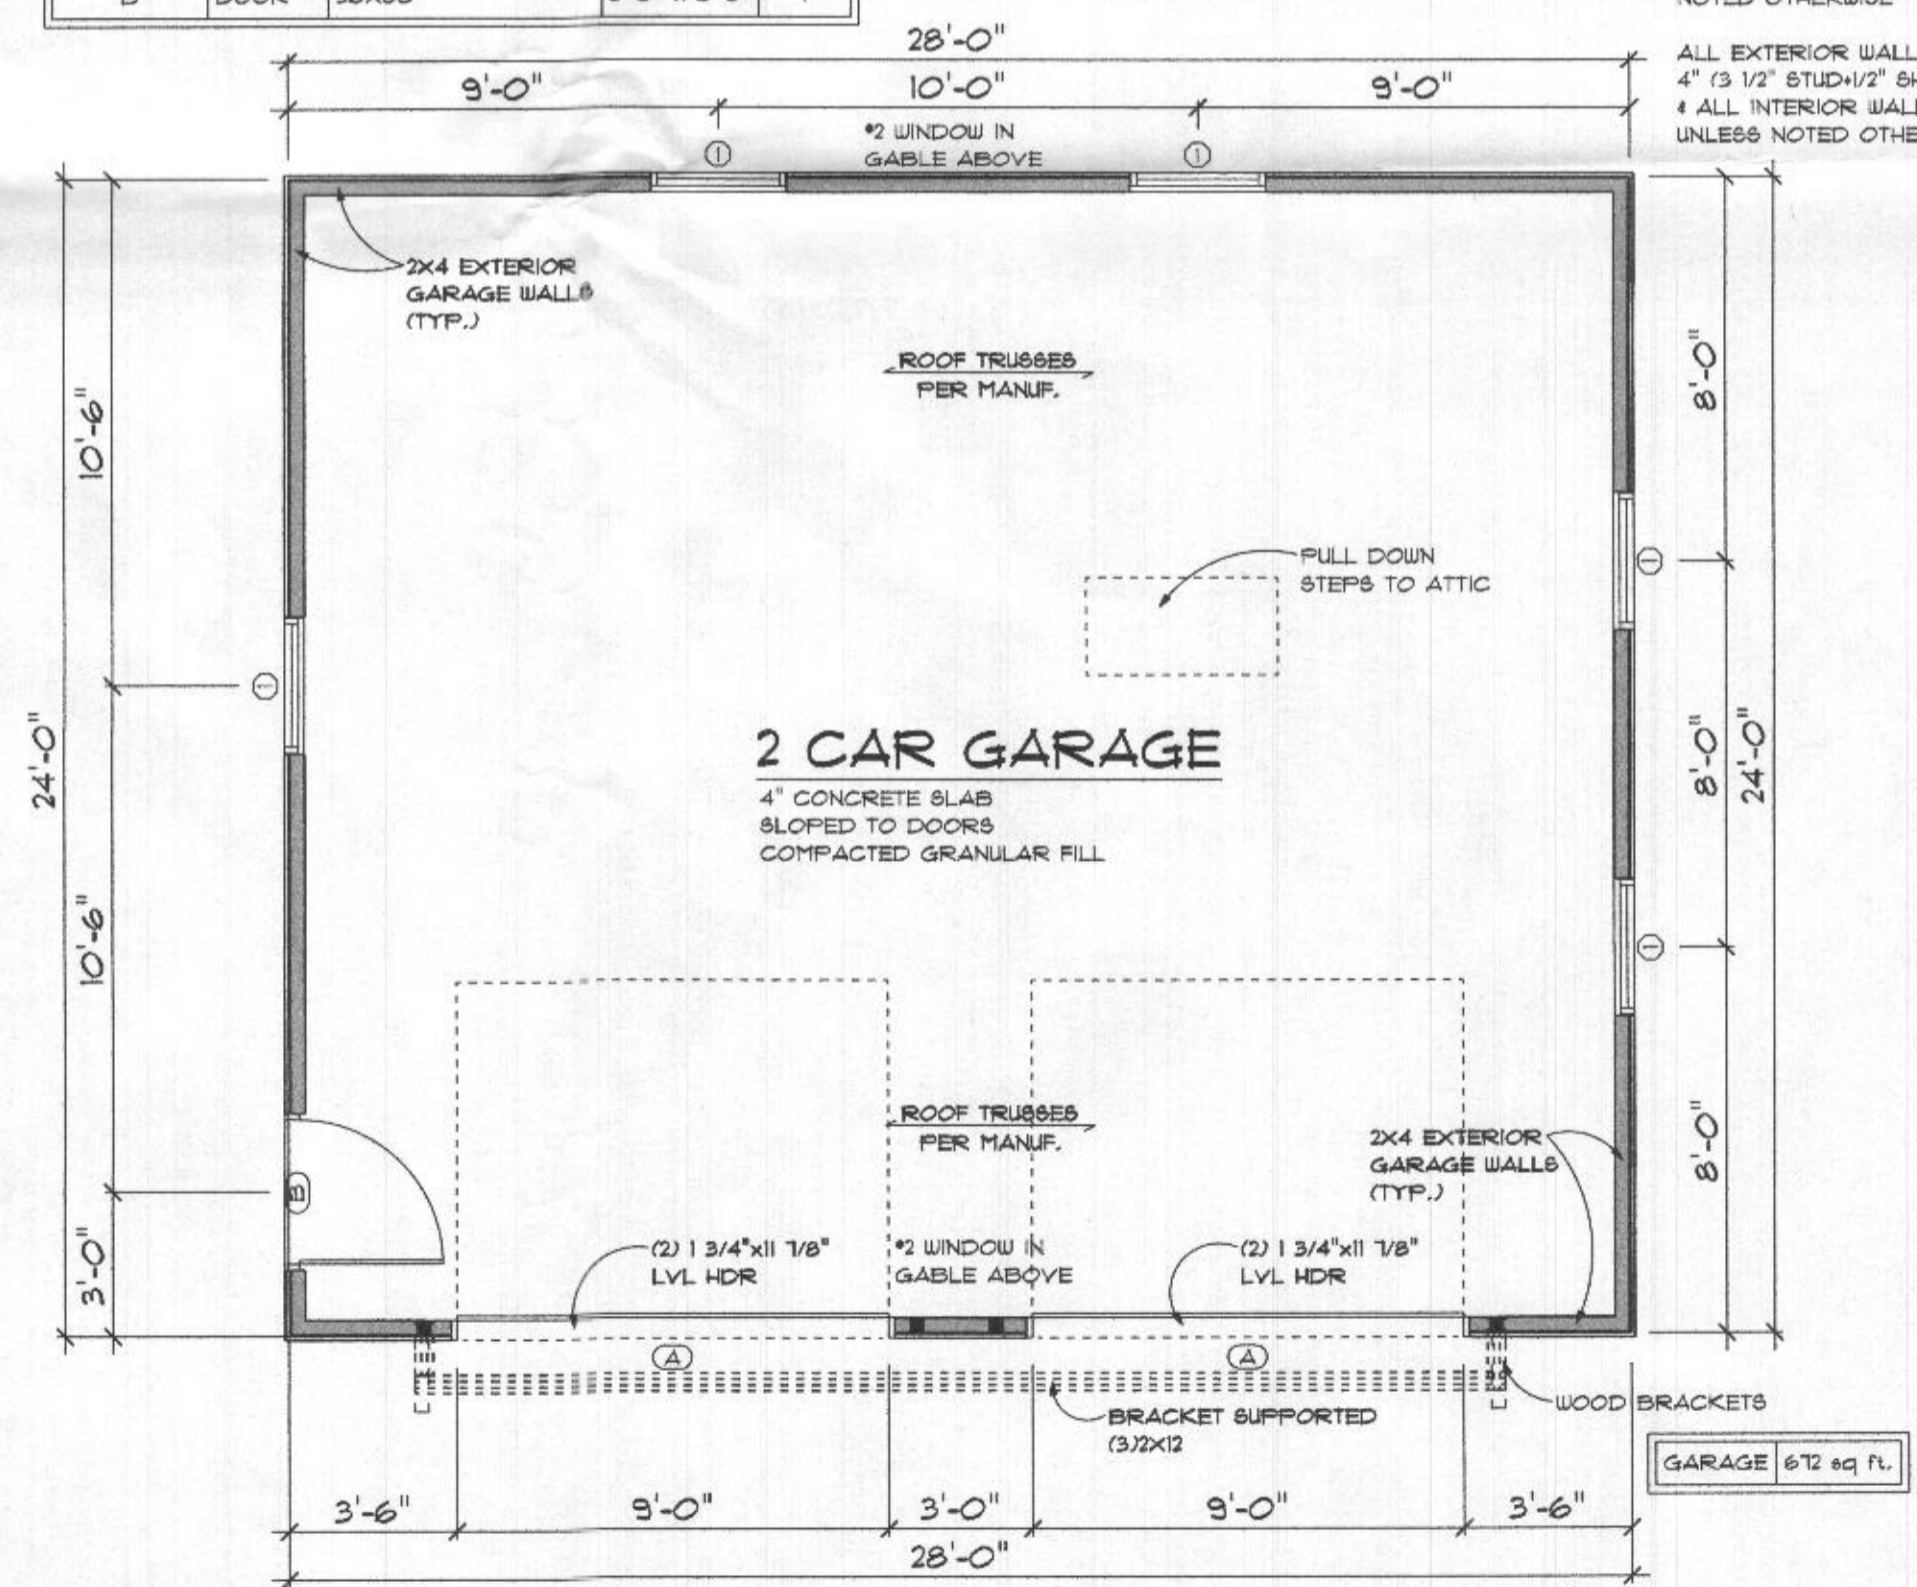 DOOR
28'-0"
9'-0"
10'-0"
9'-0"
NOTED OTHERWISE
ALL EXTERIOR WALL
4" (3 1/2" STUD+1/2" SH
& ALL INTERIOR WALL
UNLESS NOTED OTHE
#2 WINDOW IN
GABLE ABOVE
1
1
2X4 EXTERIOR
GARAGE WALLS
(TYP.)
ROOF TRUSSES
PER MANUF.
10'-6"
8'-0"
PULL DOWN
STEPS TO ATTIC
1
1
24'-0"
2 CAR GARAGE
4" CONCRETE SLAB
SLOPED TO DOORS
COMPACTED GRANULAR FILL
8'-0"
24'-0"
10'-6"
1
ROOF TRUSSES
PER MANUF.
2X4 EXTERIOR
GARAGE WALLS
(TYP.)
8'-0"
B
3'-0"
(2) 1 3/4"x11 7/8"
LVL HDR
#2 WINDOW IN
GABLE ABOVE
(2) 1 3/4"x11 7/8"
LVL HDR
A
A
BRACKET SUPPORTED
(3)2X12
WOOD BRACKETS
GARAGE 672 sq ft.
3'-6"
9'-0"
3'-0"
9'-0"
3'-6"
28'-0"